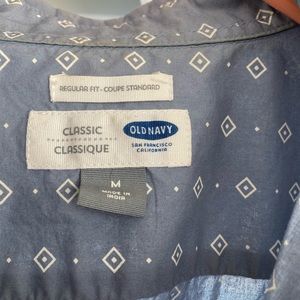 REGULAR FIT - COUPE STANDARD
CLASSIC
CLASSIQUE
OLD NAVY
SAN FRANCISCO
CALIFORNIA
M
MADE IN
INDIA